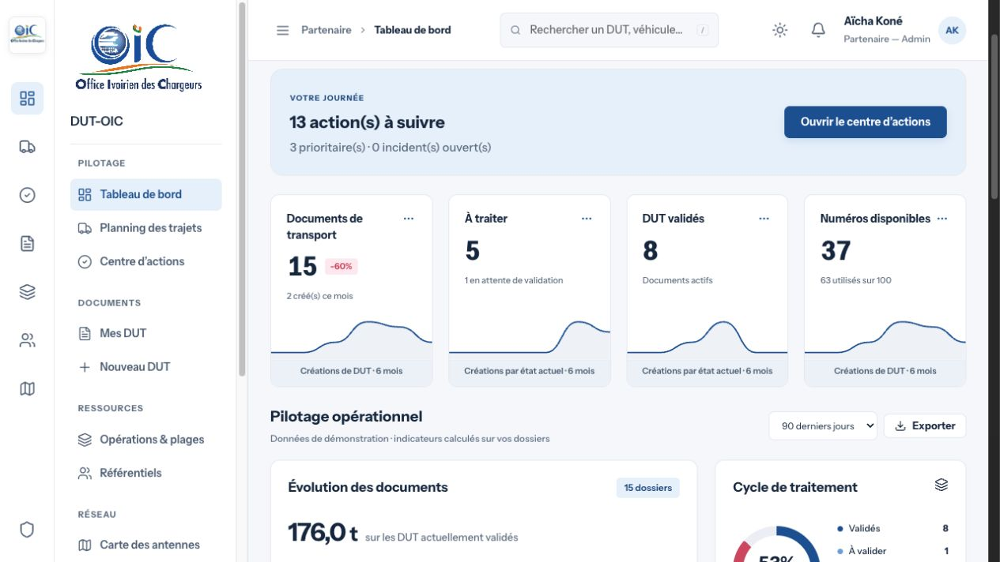 OIC
Office Ivoirien des Chargeurs
DUT-OIC
PILOTAGE
Tableau de bord
Planning des trajets
Centre d'actions
DOCUMENTS
Mes DUT
Nouveau DUT
RESSOURCES
Opérations & plages
Référentiels
RÉSEAU
Carte des antennes
Partenaire > Tableau de bord
Rechercher un DUT, véhicule... /
Aïcha Koné
Partenaire — Admin
AK
VOTRE JOURNÉE
13 action(s) à suivre
3 prioritaire(s) · 0 incident(s) ouvert(s)
Ouvrir le centre d'actions
Documents de
transport
15 -60%
2 créé(s) ce mois
Créations de DUT · 6 mois
À traiter
5
1 en attente de validation
Créations par état actuel · 6 mois
DUT validés
8
Documents actifs
Créations par état actuel · 6 mois
Numéros disponibles
37
63 utilisés sur 100
Créations de DUT · 6 mois
Pilotage opérationnel
Données de démonstration · indicateurs calculés sur vos dossiers
90 derniers jours
Exporter
Évolution des documents
15 dossiers
176,0 t sur les DUT actuellement validés
Cycle de traitement
53%
Validés 8
À valider 1